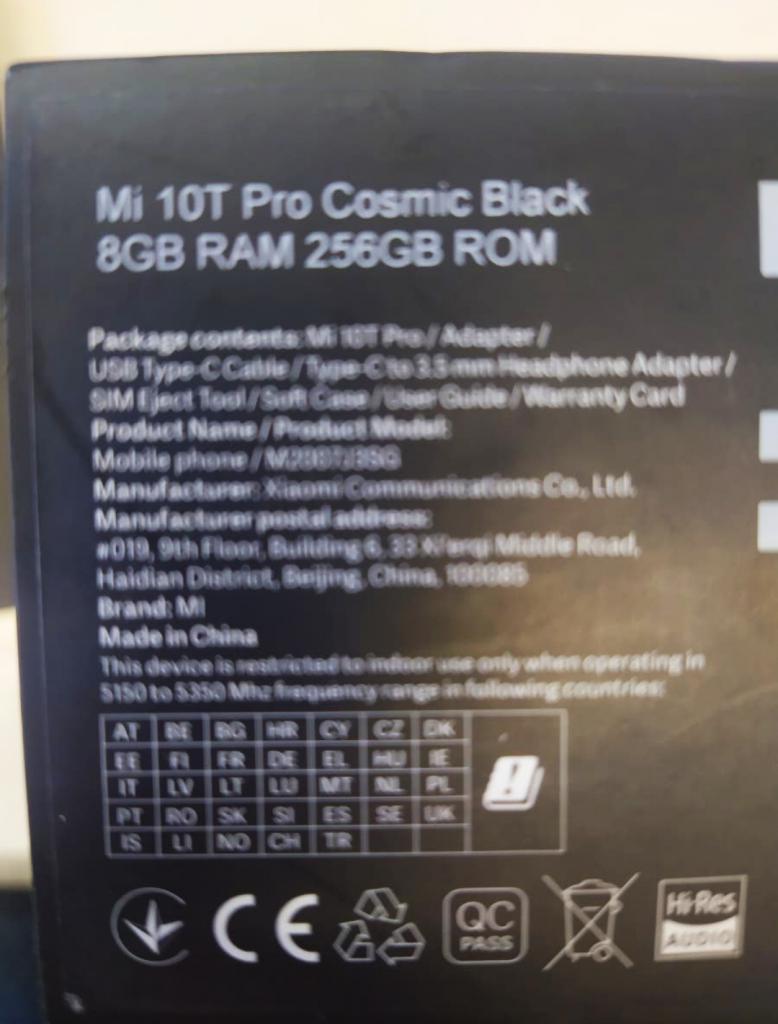 Mi 10T Pro Cosmic Black
8GB RAM 256GB ROM
Package contents: Mi 10T Pro / Adapter /
USB Type-C Cable / Type-C to 3.5 mm Headphone Adapter /
SIM Eject Tool / Soft Case / User Guide / Warranty Card
Product Name / Product Model:
Mobile phone / M2007J3SG
Manufacturer: Xiaomi Communications Co., Ltd.
Manufacturer postal address:
#019, 9th Floor, Building 6, 33 Xi'erqi Middle Road,
Haidian District, Beijing, China, 100085
Brand: MI
Made in China
This device is restricted to indoor use only when operating in
5150 to 5350 Mhz frequency range in following countries:
AT BE BG HR CY CZ DK
EE FI FR DE EL HU IE
IT LV LT LU MT NL PL
PT RO SK SI ES SE UK
IS LI NO CH TR
CE
QC
PASS
Hi-Res
AUDIO